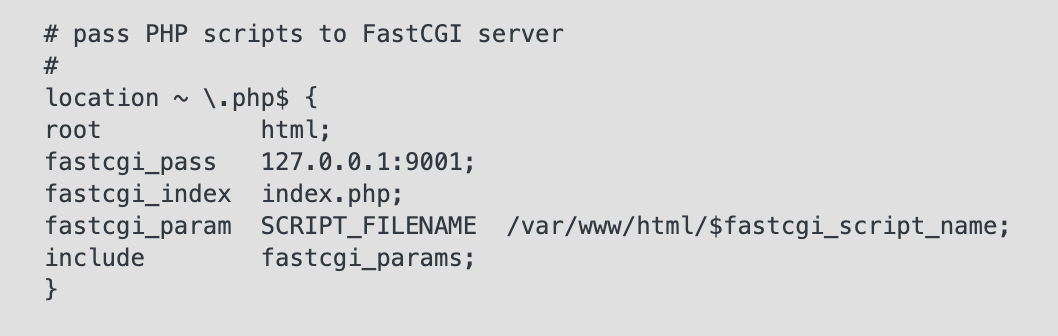 # pass PHP scripts to FastCGI server
#
location ~ \.php$ {
root           html;
fastcgi_pass   127.0.0.1:9001;
fastcgi_index  index.php;
fastcgi_param  SCRIPT_FILENAME  /var/www/html/$fastcgi_script_name;
include        fastcgi_params;
}